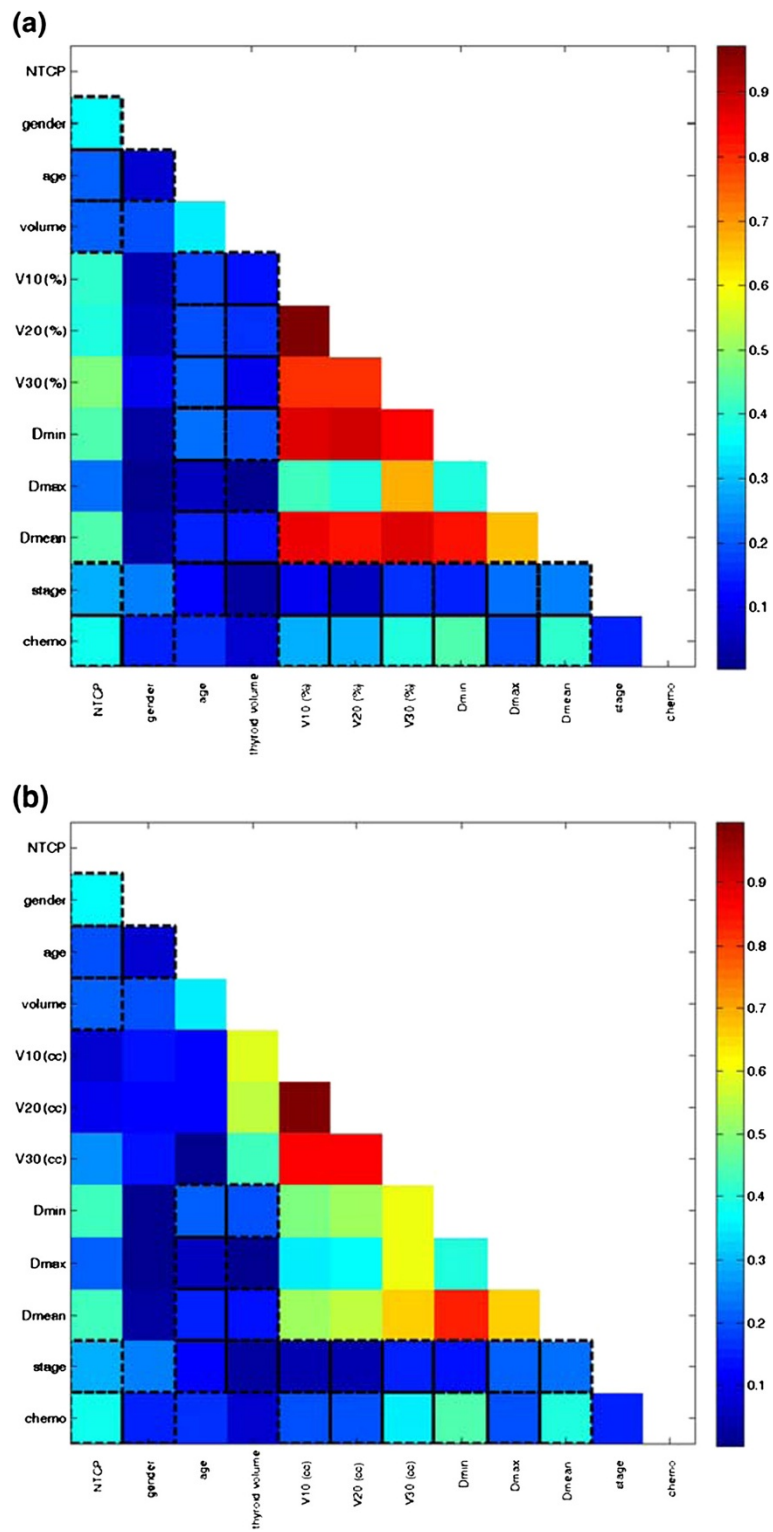 (a)
NTCP
gender
age
volume
V10 (%)
V20 (%)
V30 (%)
Dmin
Dmax
Dmean
stage
chemo
NTCP
gender
age
thyroid volume
V10 (%)
V20 (%)
V30 (%)
Dmin
Dmax
Dmean
stage
chemo
0.9
0.8
0.7
0.6
0.5
0.4
0.3
0.2
0.1
(b)
NTCP
gender
age
volume
V10 (cc)
V20 (cc)
V30 (cc)
Dmin
Dmax
Dmean
stage
chemo
NTCP
gender
age
thyroid volume
V10 (cc)
V20 (cc)
V30 (cc)
Dmin
Dmax
Dmean
stage
chemo
0.9
0.8
0.7
0.6
0.5
0.4
0.3
0.2
0.1